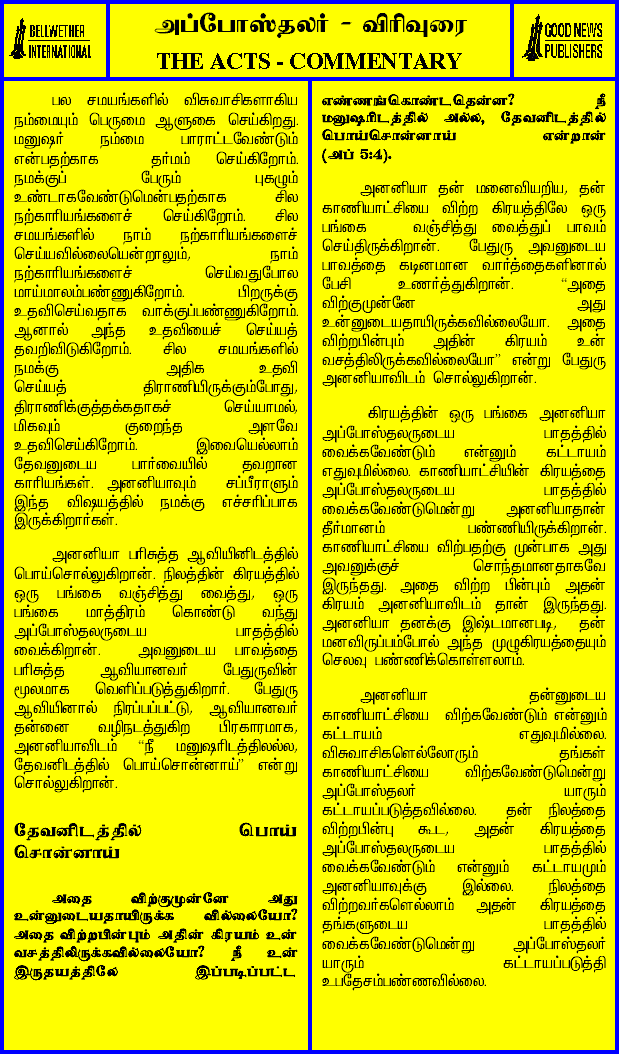 BELLWETHER
INTERNATIONAL
அப்போஸ்தலர் - விரிவுரை
THE ACTS - COMMENTARY
GOOD NEWS
PUBLISHERS
பல சமயங்களில் விசுவாசிகளாகிய
நம்மையும் பெருமை ஆளுகை செய்கிறது.
மனுஷர் நம்மை பாராட்டவேண்டும்
என்பதற்காக தர்மம் செய்கிறோம்.
நமக்குப் பேரும் புகழும்
உண்டாகவேண்டுமென்பதற்காக சில
நற்காரியங்களைச் செய்கிறோம். சில
சமயங்களில் நாம் நற்காரியங்களைச்
செய்யவில்லையென்றாலும், நாம்
நற்காரியங்களைச் செய்வதுபோல
மாய்மாலம்பண்ணுகிறோம். பிறருக்கு
உதவிசெய்வதாக வாக்குப்பண்ணுகிறோம்.
ஆனால் அந்த உதவியைச் செய்யத்
தவறிவிடுகிறோம். சில சமயங்களில்
நமக்கு அதிக உதவி
செய்யத் திராணியிருக்கும்போது,
திராணிக்குத்தக்கதாகச் செய்யாமல்,
மிகவும் குறைந்த அளவே
உதவிசெய்கிறோம். இவையெல்லாம்
தேவனுடைய பார்வையில் தவறான
காரியங்கள். அனனியாவும் சப்பீராளும்
இந்த விஷயத்தில் நமக்கு எச்சரிப்பாக
இருக்கிறார்கள்.
அனனியா பரிசுத்த ஆவியினிடத்தில்
பொய்சொல்லுகிறான். நிலத்தின் கிரயத்தில்
ஒரு பங்கை வஞ்சித்து வைத்து, ஒரு
பங்கை மாத்திரம் கொண்டு வந்து
அப்போஸ்தலருடைய பாதத்தில்
வைக்கிறான். அவனுடைய பாவத்தை
பரிசுத்த ஆவியானவர் பேதுருவின்
மூலமாக வெளிப்படுத்துகிறார். பேதுரு
ஆவியினால் நிரப்பப்பட்டு, ஆவியானவர்
தன்னை வழிநடத்துகிற பிரகாரமாக,
அனனியாவிடம் “நீ மனுஷரிடத்திலல்ல,
தேவனிடத்தில் பொய்சொன்னாய்” என்று
சொல்லுகிறான்.
தேவனிடத்தில் பொய்
சொன்னாய்
அதை விற்குமுன்னே அது
உன்னுடையதாயிருக்க வில்லையோ?
அதை விற்றபின்பும் அதின் கிரயம் உன்
வசத்திலிருக்கவில்லையோ? நீ உன்
இருதயத்திலே இப்படிப்பட்ட
எண்ணங்கொண்டதென்ன? நீ
மனுஷரிடத்தில் அல்ல, தேவனிடத்தில்
பொய்சொன்னாய் என்றான்
(அப் 5:4).
அனனியா தன் மனைவியறிய, தன்
காணியாட்சியை விற்ற கிரயத்திலே ஒரு
பங்கை வஞ்சித்து வைத்துப் பாவம்
செய்திருக்கிறான். பேதுரு அவனுடைய
பாவத்தை கடினமான வார்த்தைகளினால்
பேசி உணர்த்துகிறான். “அதை
விற்குமுன்னே அது
உன்னுடையதாயிருக்கவில்லையோ. அதை
விற்றபின்பும் அதின் கிரயம் உன்
வசத்திலிருக்கவில்லையோ” என்று பேதுரு
அனனியாவிடம் சொல்லுகிறான்.
கிரயத்தின் ஒரு பங்கை அனனியா
அப்போஸ்தலருடைய பாதத்தில்
வைக்கவேண்டும் என்னும் கட்டாயம்
எதுவுமில்லை. காணியாட்சியின் கிரயத்தை
அப்போஸ்தலருடைய பாதத்தில்
வைக்கவேண்டுமென்று அனனியாதான்
தீர்மானம் பண்ணியிருக்கிறான்.
காணியாட்சியை விற்பதற்கு முன்பாக அது
அவனுக்குச் சொந்தமானதாகவே
இருந்தது. அதை விற்ற பின்பும் அதன்
கிரயம் அனனியாவிடம் தான் இருந்தது.
அனனியா தனக்கு இஷ்டமானபடி, தன்
மனவிருப்பம்போல் அந்த முழுகிரயத்தையும்
செலவு பண்ணிக்கொள்ளலாம்.
அனனியா தன்னுடைய
காணியாட்சியை விற்கவேண்டும் என்னும்
கட்டாயம் எதுவுமில்லை.
விசுவாசிகளெல்லோரும் தங்கள்
காணியாட்சியை விற்கவேண்டுமென்று
அப்போஸ்தலர் யாரும்
கட்டாயப்படுத்தவில்லை. தன் நிலத்தை
விற்றபின்பு கூட, அதன் கிரயத்தை
அப்போஸ்தலருடைய பாதத்தில்
வைக்கவேண்டும் என்னும் கட்டாயமும்
அனனியாவுக்கு இல்லை. நிலத்தை
விற்றவர்களெல்லாம் அதன் கிரயத்தை
தங்களுடைய பாதத்தில்
வைக்கவேண்டுமென்று அப்போஸ்தலர்
யாரும் கட்டாயப்படுத்தி
உபதேசம்பண்ணவில்லை.